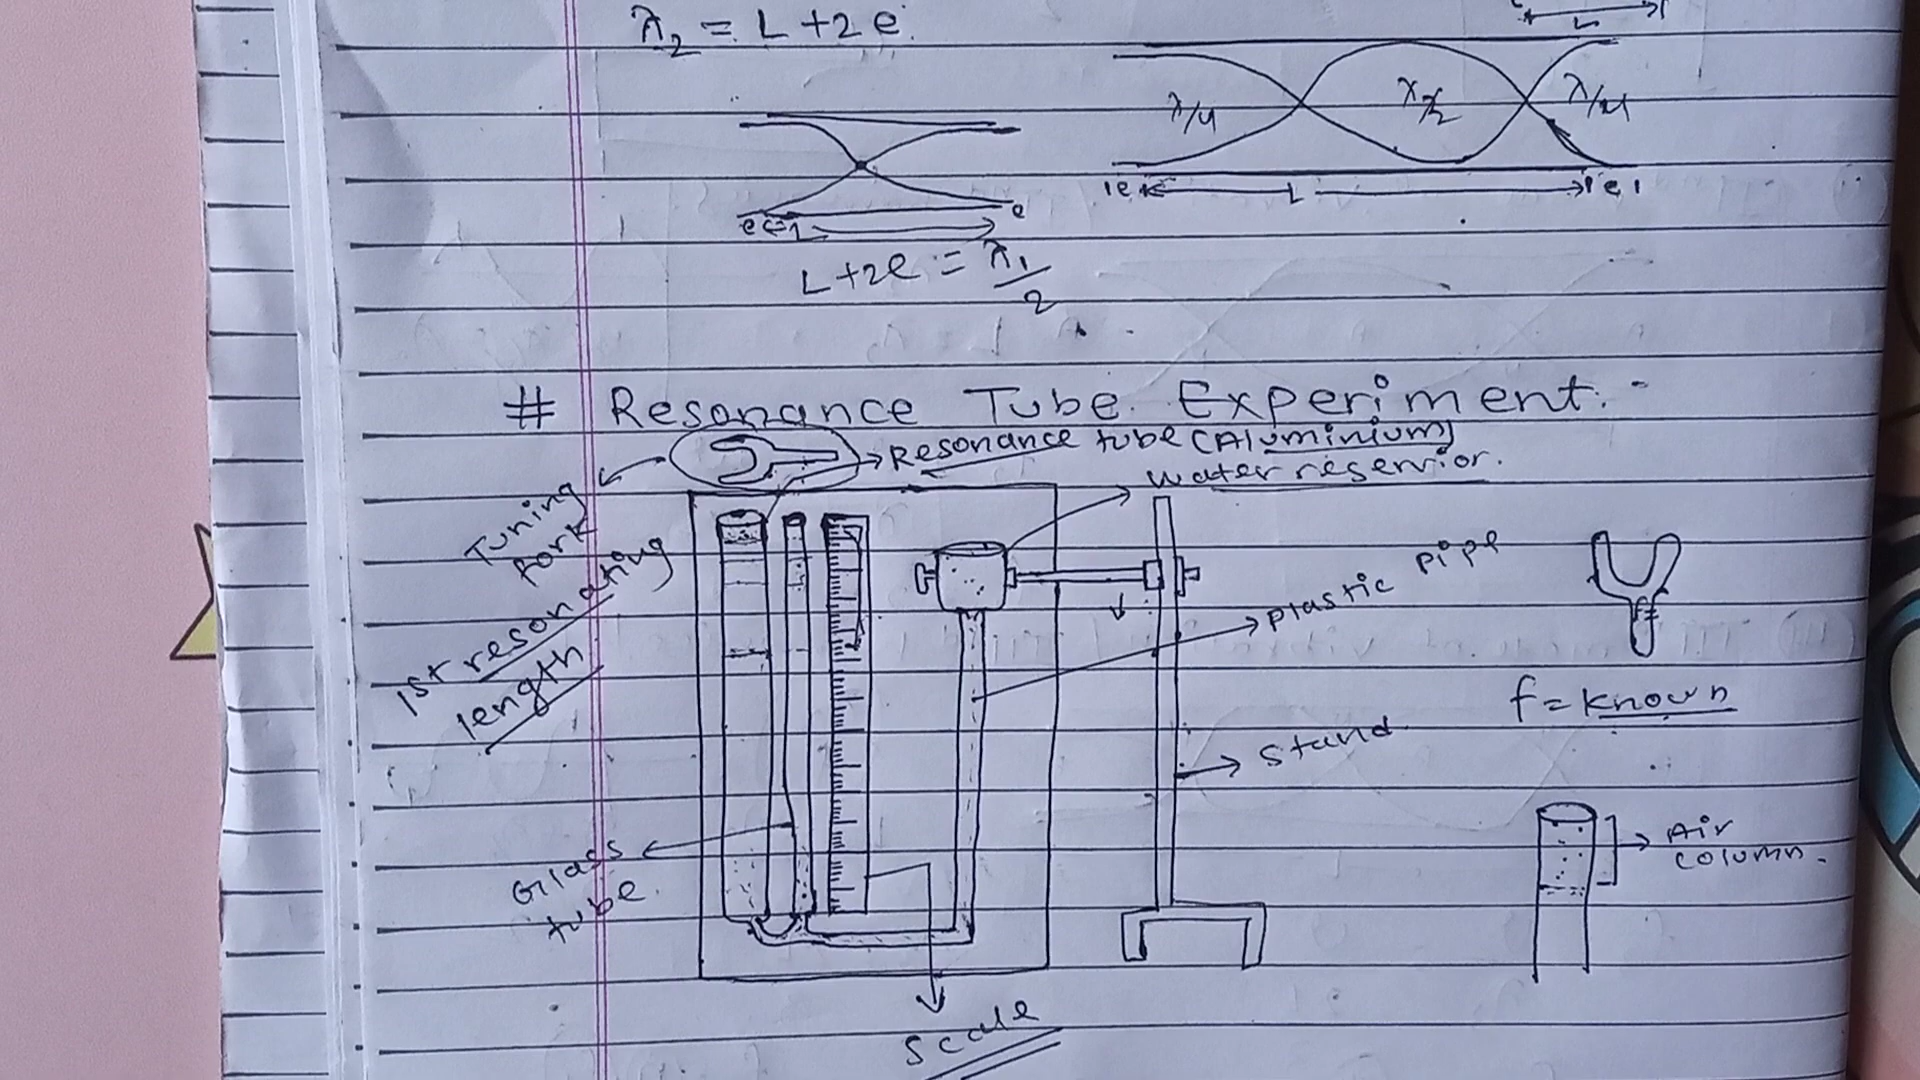 λ₂ = L + 2e.
L
λ/4 λ/2 λ/4
e L e
e L e
L + 2e = λ₁/2
# Resonance Tube Experiment:-
Resonance tube (Aluminium)
water reservior.
Tuning fork
1st resonating length
plastic pipe
f = known
stand
Glass tube
Air column.
scale